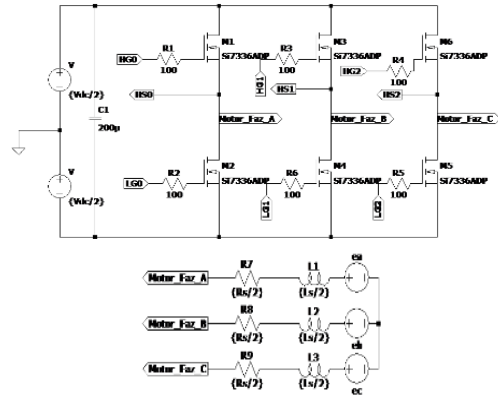 M1
M3
M6
R1
R3
R4
HG0
Si7336ADP
Si7336ADP
Si7336ADP
100
100
HG2
100
V
HG1
{Vdc/2}
HS0
HS1
HS2
C1
200µ
Motor_Faz_A
Motor_Faz_B
Motor_Faz_C
V
M2
M4
M5
R2
R6
R5
LG0
Si7336ADP
Si7336ADP
Si7336ADP
{Vdc/2}
100
LG1
100
LG2
100
R7
L1
ea
Motor_Faz_A
{Rs/2}
{Ls/2}
R8
L2
Motor_Faz_B
eb
{Rs/2}
{Ls/2}
R9
L3
Motor_Faz_C
{Rs/2}
{Ls/2}
ec